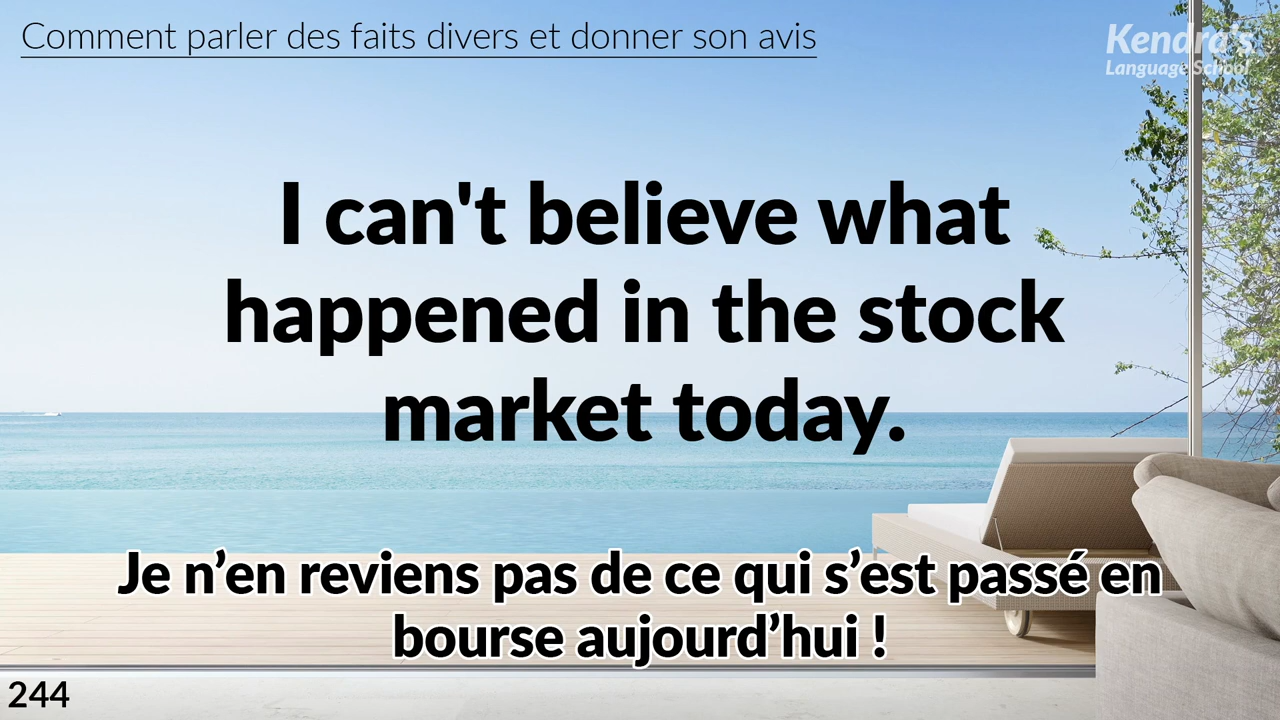 Comment parler des faits divers et donner son avis
Kendra's
Language School
I can't believe what
happened in the stock
market today.
Je n’en reviens pas de ce qui s’est passé en
bourse aujourd’hui !
244